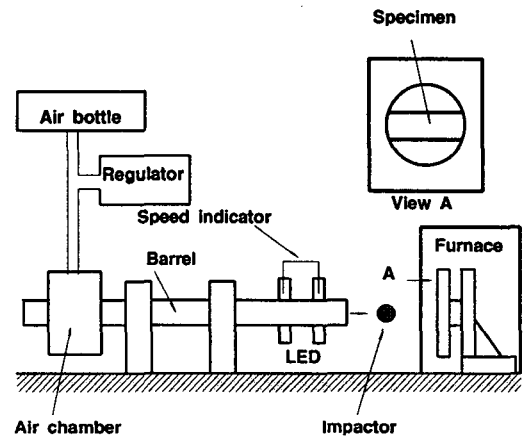 Specimen
Air bottle
Regulator
View A
Speed indicator
Furnace
Barrel
A
LED
Air chamber
Impactor